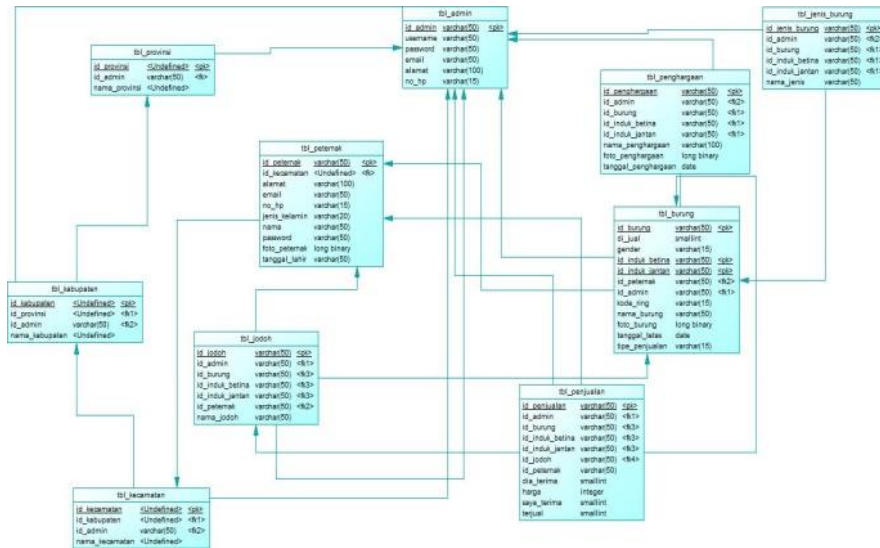 tbl_admin
id_admin varchar(50) <pk>
username varchar(50)
password varchar(50)
email varchar(50)
alamat varchar(100)
no_hp varchar(15)
tbl_jenis_burung
id_jenis_burung varchar(50) <pk>
id_admin varchar(50) <fk2>
id_burung varchar(50) <fk1>
id_induk_betina varchar(50) <fk1>
id_induk_jantan varchar(50) <fk1>
nama_jenis varchar(50)
tbl_provinsi
id_provinsi <Undefined> <pk>
id_admin varchar(50) <fk>
nama_provinsi <Undefined>
tbl_penghargaan
id_penghargaan varchar(50) <pk>
id_admin varchar(50) <fk2>
id_burung varchar(50) <fk1>
id_induk_betina varchar(50) <fk1>
id_induk_jantan varchar(50) <fk1>
nama_penghargaan varchar(100)
foto_penghargaan long binary
tanggal_penghargaan date
tbl_peternak
id_peternak varchar(50) <pk>
id_kecamatan <Undefined> <fk>
alamat varchar(100)
email varchar(50)
no_hp varchar(15)
jenis_kelamin varchar(20)
nama varchar(50)
password varchar(50)
foto_peternak long binary
tanggal_lahir varchar(50)
tbl_burung
id_burung varchar(50) <pk>
di_jual smallint
gender varchar(15)
id_induk_betina varchar(50) <pk>
id_induk_jantan varchar(50) <pk>
id_peternak varchar(50) <fk2>
id_admin varchar(50) <fk1>
kode_ring varchar(15)
nama_burung varchar(50)
foto_burung long binary
tanggal_tetas date
tipe_penjualan varchar(15)
tbl_kabupaten
id_kabupaten <Undefined> <pk>
id_provinsi <Undefined> <fk1>
id_admin varchar(50) <fk2>
nama_kabupaten <Undefined>
tbl_jodoh
id_jodoh varchar(50) <pk>
id_admin varchar(50) <fk1>
id_burung varchar(50) <fk3>
id_induk_betina varchar(50) <fk3>
id_induk_jantan varchar(50) <fk3>
id_peternak varchar(50) <fk2>
nama_jodoh varchar(50)
tbl_penjualan
id_penjualan varchar(50) <pk>
id_admin varchar(50) <fk1>
id_burung varchar(50) <fk3>
id_induk_betina varchar(50) <fk3>
id_induk_jantan varchar(50) <fk3>
id_jodoh varchar(50) <fk4>
id_peternak varchar(50)
dia_terima smallint
harga integer
saya_terima smallint
terjual smallint
tbl_kecamatan
id_kecamatan <Undefined> <pk>
id_kabupaten <Undefined> <fk1>
id_admin varchar(50) <fk2>
nama_kecamatan <Undefined>